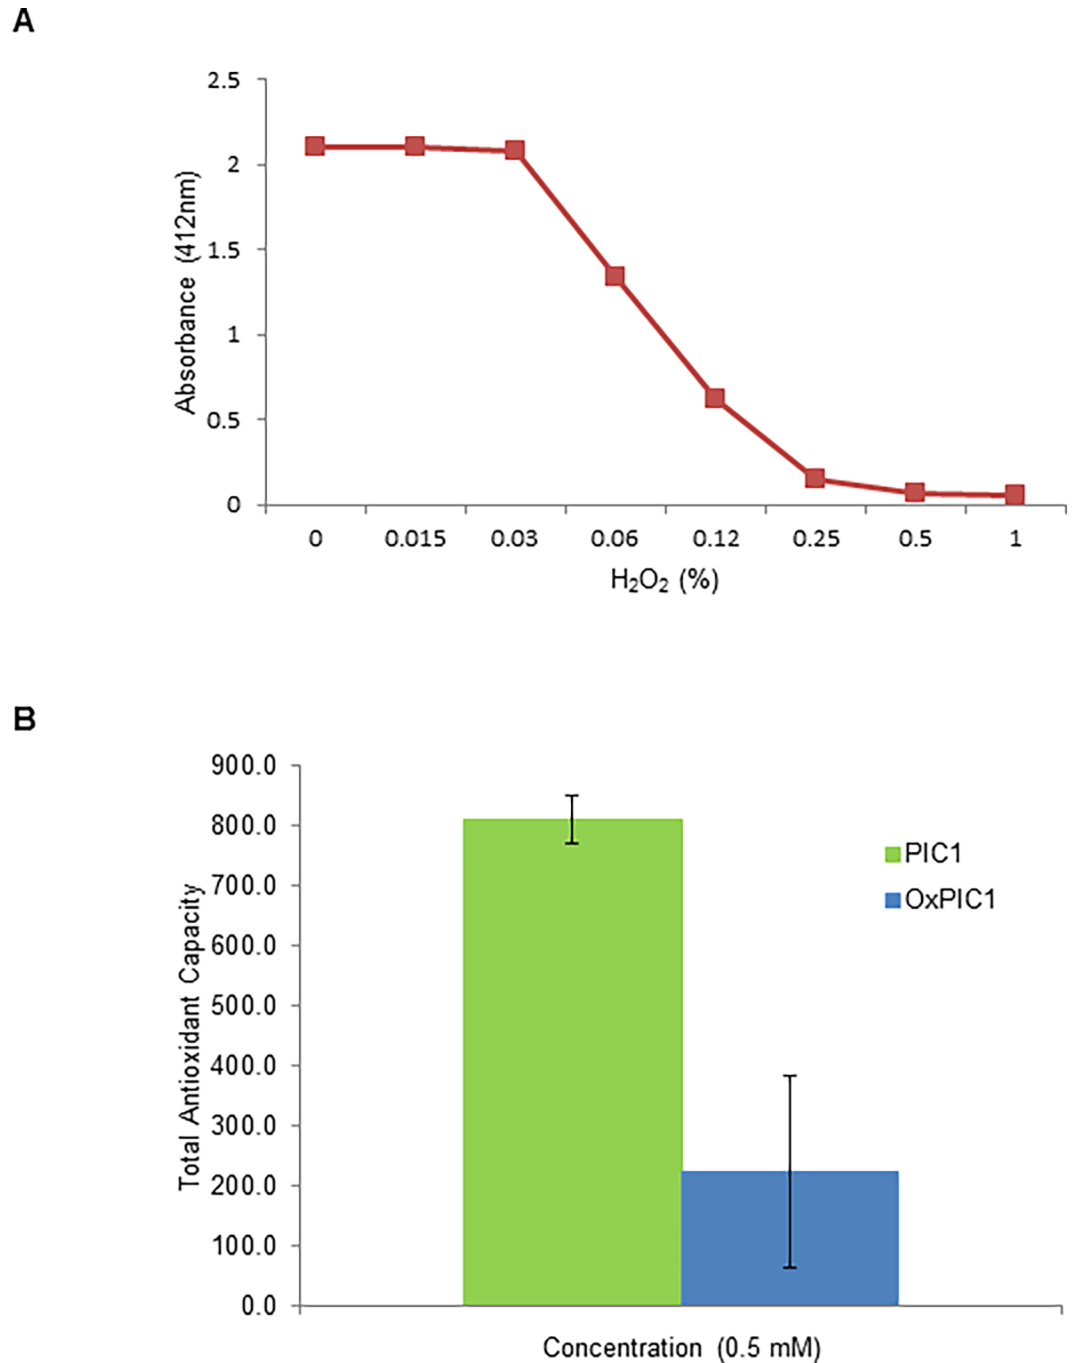 A
2.5
2
1.5
1
0.5
0
Absorbance (412nm)
0 0.015 0.03 0.06 0.12 0.25 0.5 1
H₂O₂ (%)
B
900.0
800.0
700.0
600.0
500.0
400.0
300.0
200.0
100.0
0.0
Total Antioxidant Capacity
PIC1
OxPIC1
Concentration (0.5 mM)